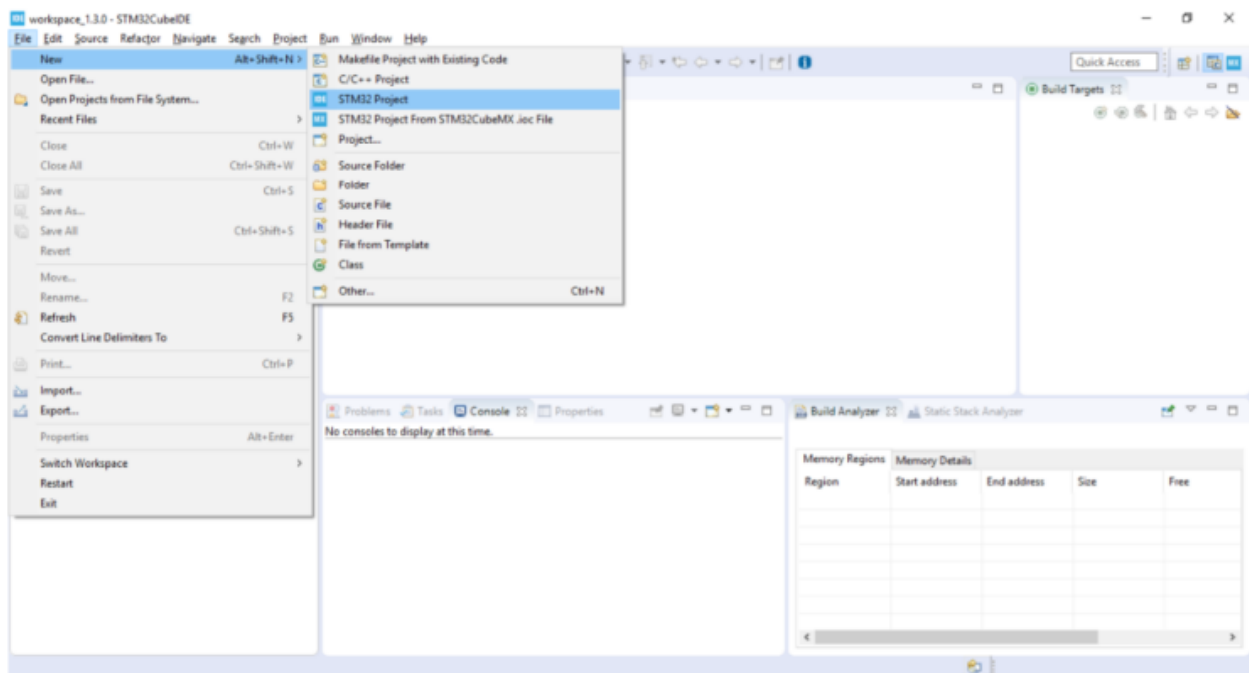 IDE workspace_1.3.0 - STM32CubeIDE
File Edit Source Refactor Navigate Search Project Run Window Help
New Alt+Shift+N >
Open File...
Open Projects from File System...
Recent Files >
Close Ctrl+W
Close All Ctrl+Shift+W
Save Ctrl+S
Save As...
Save All Ctrl+Shift+S
Revert
Move...
Rename... F2
Refresh F5
Convert Line Delimiters To >
Print... Ctrl+P
Import...
Export...
Properties Alt+Enter
Switch Workspace >
Restart
Exit
Makefile Project with Existing Code
C/C++ Project
STM32 Project
STM32 Project From STM32CubeMX .ioc File
Project...
Source Folder
Folder
Source File
Header File
File from Template
Class
Other... Ctrl+N
Quick Access
Build Targets
Problems Tasks Console Properties
No consoles to display at this time.
Build Analyzer Static Stack Analyzer
Memory Regions Memory Details
Region Start address End address Size Free